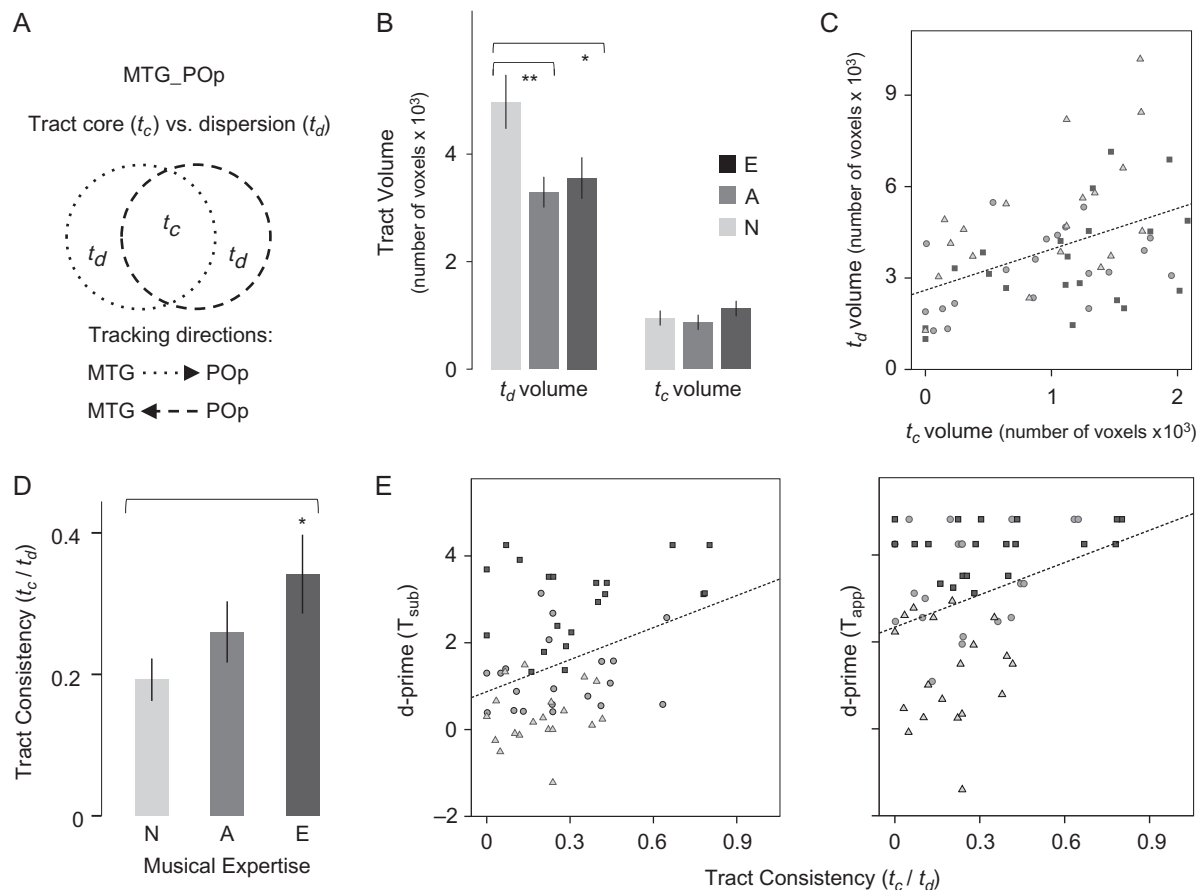 A
MTG_POp
Tract core (tc) vs. dispersion (td)
td
tc
td
Tracking directions:
MTG POp
MTG POp
B
Tract Volume
(number of voxels x 10³)
4
2
0
**
*
E
A
N
td volume
tc volume
C
td volume (number of voxels x 10³)
9
6
3
0
0 1 2
tc volume (number of voxels x10³)
D
Tract Consistency (tc / td)
0.4
0.2
0
*
N A E
Musical Expertise
E
d-prime (Tsub)
4
2
0
−2
0 0.3 0.6 0.9
d-prime (Tapp)
0 0.3 0.6 0.9
Tract Consistency (tc / td)